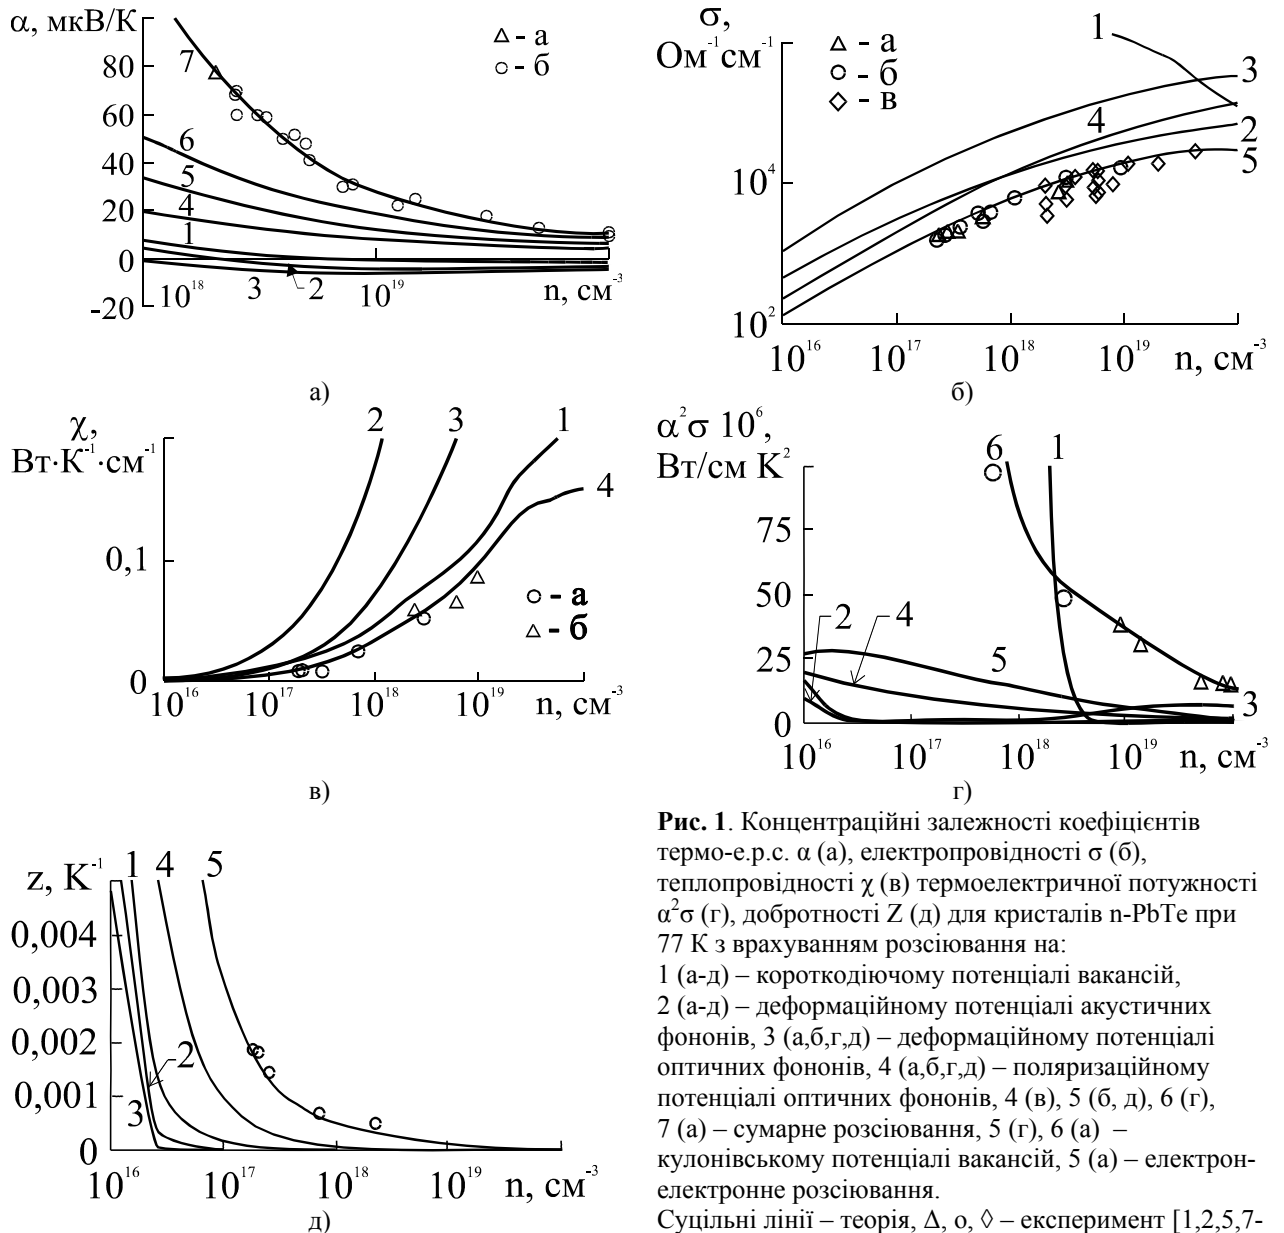 α, мкВ/К
80
60
40
20
0
-20
7
6
5
4
1
3
2
Δ - а
○ - б
10¹⁸
10¹⁹
n, см⁻³
а)
σ,
Ом⁻¹см⁻¹
10⁴
10²
Δ - а
○ - б
◊ - в
1
3
4
2
5
10¹⁶
10¹⁷
10¹⁸
10¹⁹
n, см⁻³
б)
χ,
Вт·К⁻¹·см⁻¹
0,1
0
2
3
1
4
○ - а
Δ - б
10¹⁶
10¹⁷
10¹⁸
10¹⁹
n, см⁻³
в)
α²σ 10⁶,
Вт/см К²
75
50
25
0
6
1
2
4
5
3
10¹⁶
10¹⁷
10¹⁸
10¹⁹
n, см⁻³
г)
z, К⁻¹
0,004
0,003
0,002
0,001
0
1
4
5
2
3
10¹⁶
10¹⁷
10¹⁸
10¹⁹
n, см⁻³
д)
Рис. 1. Концентраційні залежності коефіцієнтів
термо-е.р.с. α (а), електропровідності σ (б),
теплопровідності χ (в) термоелектричної потужності
α²σ (г), добротності Z (д) для кристалів n-PbTe при
77 К з врахуванням розсіювання на:
1 (а-д) – короткодіючому потенціалі вакансій,
2 (а-д) – деформаційному потенціалі акустичних
фононів, 3 (а,б,г,д) – деформаційному потенціалі
оптичних фононів, 4 (а,б,г,д) – поляризаційному
потенціалі оптичних фононів, 4 (в), 5 (б, д), 6 (г),
7 (а) – сумарне розсіювання, 5 (г), 6 (а) –
кулонівському потенціалі вакансій, 5 (а) – електрон-
електронне розсіювання.
Суцільні лінії – теорія, Δ, о, ◊ – експеримент [1,2,5,7-